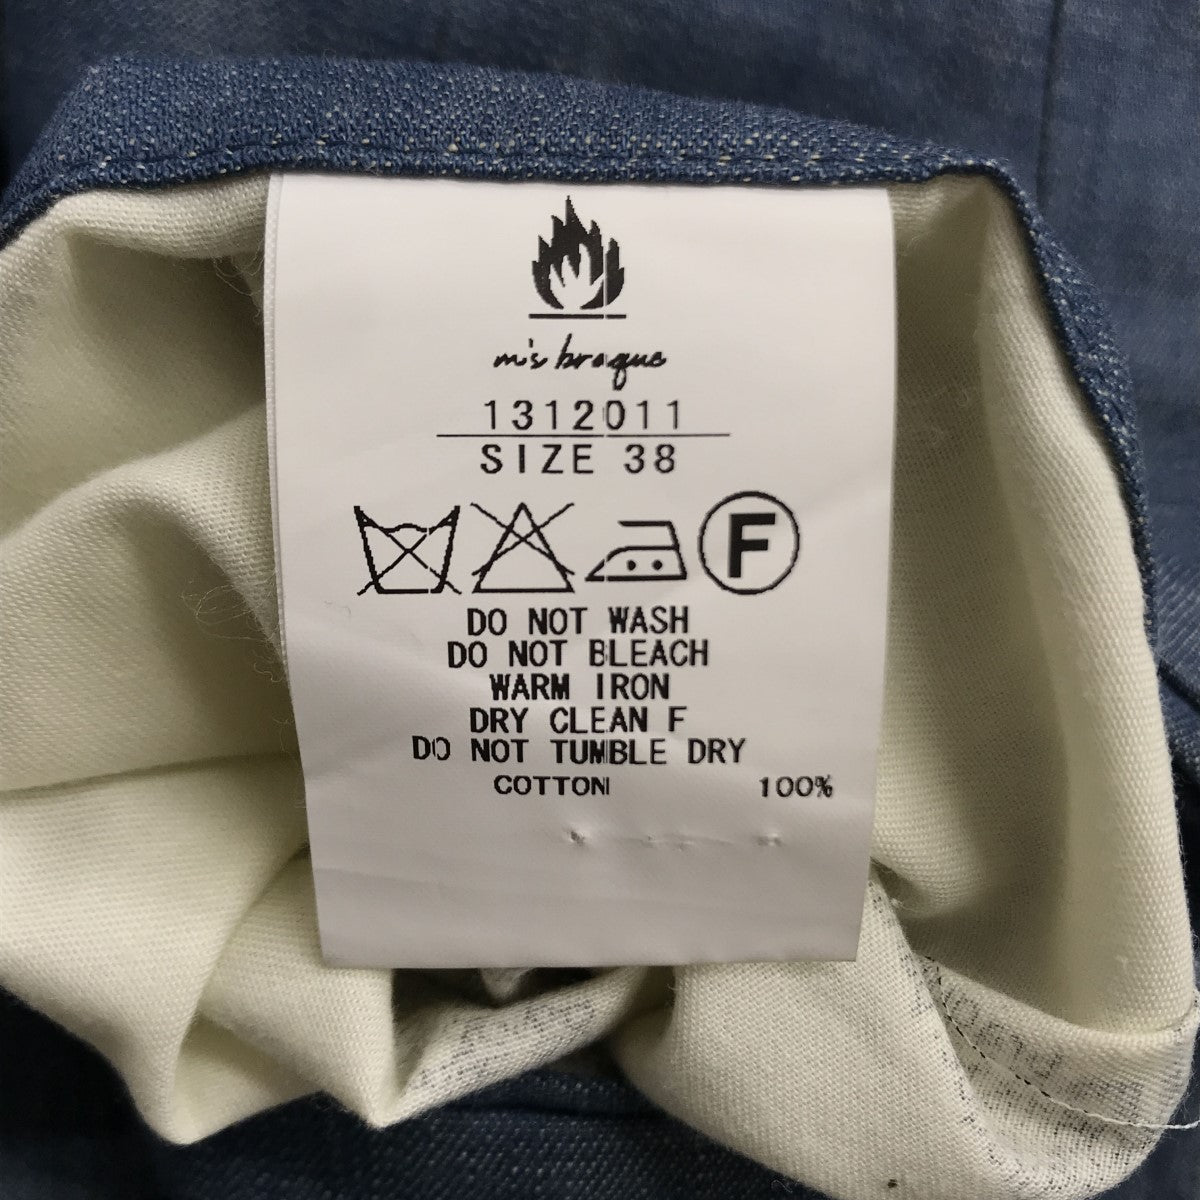 m's braque
1312011
SIZE 38
F
DO NOT WASH
DO NOT BLEACH
WARM IRON
DRY CLEAN F
DO NOT TUMBLE DRY
COTTON 100%